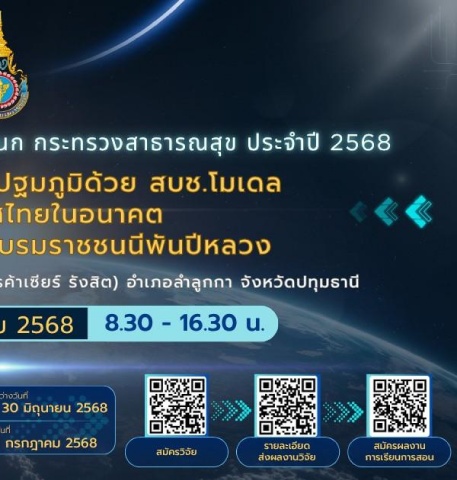 นก กระทรวงสาธารณสุข ประจำปี 2568
ปฐมภูมิด้วย สบช.โมเดล
ไทยในอนาคต
บรมราชชนนีพันปีหลวง
ค้าเซียร์ รังสิต) อำเภอลำลูกกา จังหวัดปทุมธานี
2568
8.30 - 16.30 น.
ว่างวันที่
30 มิถุนายน 2568
นที่
กรกฎาคม 2568
สมัครวิจัย
รายละเอียด
ส่งผลงานวิจัย
สมัครผลงาน
การเรียนการสอน